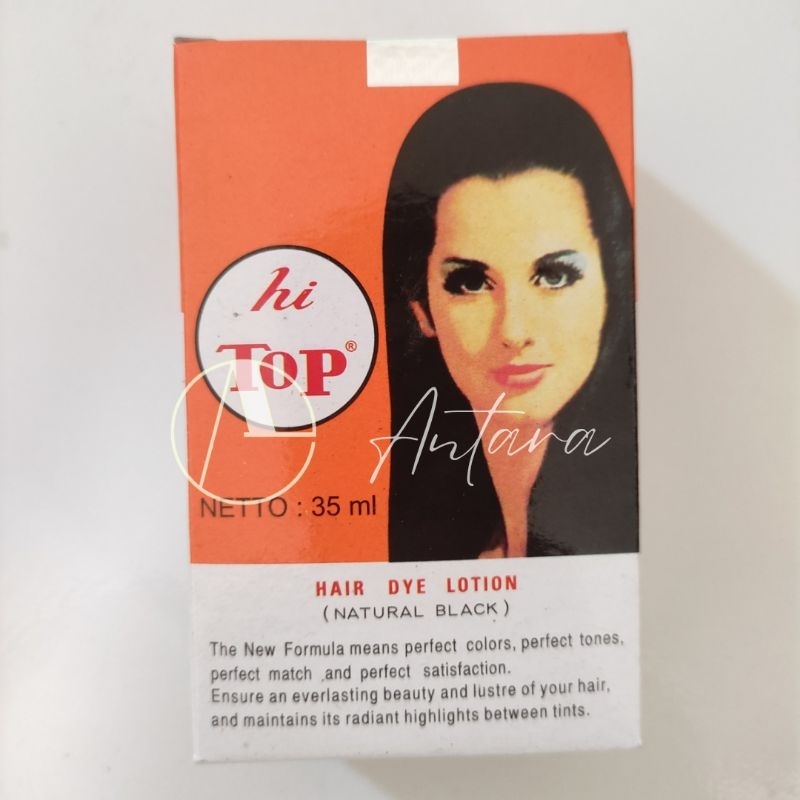 hi
TOP®
Antara
NETTO : 35 ml
HAIR DYE LOTION
(NATURAL BLACK)
The New Formula means perfect colors, perfect tones,
perfect match ,and perfect satisfaction.
Ensure an everlasting beauty and lustre of your hair,
and maintains its radiant highlights between tints.